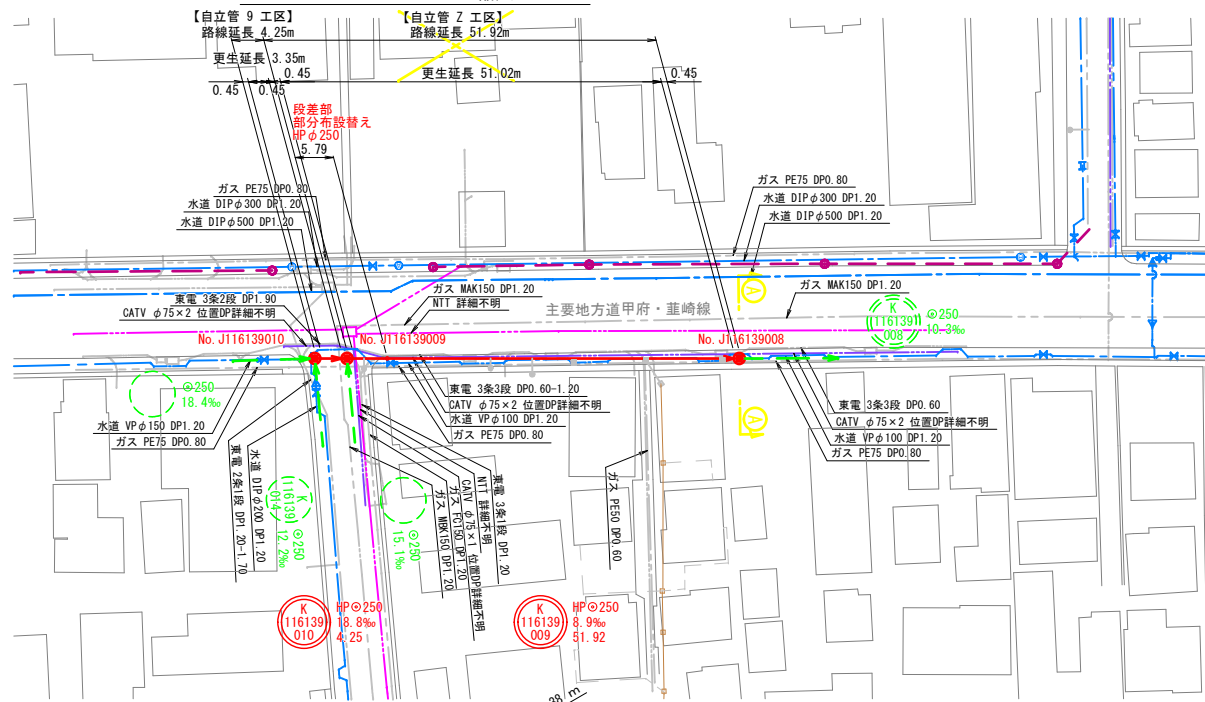 【自立管 9 工区】
路線延長 4.25m
【自立管 Z 工区】
路線延長 51.92m
更生延長 3.35m
更生延長 51.02m
0.45
0.45
0.45
段差部
部分布設替え
HPφ250
5.79
ガス PE75 DP0.80
水道 DIPφ300 DP1.20
水道 DIPφ500 DP1.20
ガス PE75 DP0.80
水道 DIPφ300 DP1.20
水道 DIPφ500 DP1.20
東電 3条2段 DP1.90
CATV φ75×2 位置DP詳細不明
ガス MAK150 DP1.20
NTT 詳細不明
主要地方道甲府・韮崎線
ガス MAK150 DP1.20
A
K
116139
008
⊙250
10.3‰
No. J116139010
No. J116139009
No. J116139008
⊙250
18.4‰
水道 VPφ150 DP1.20
ガス PE75 DP0.80
東電 3条3段 DP0.60-1.20
CATV φ75×2 位置DP詳細不明
水道 VPφ100 DP1.20
ガス PE75 DP0.80
A
東電 3条3段 DP0.60
CATV φ75×2 位置DP詳細不明
水道 VPφ100 DP1.20
ガス PE75 DP0.80
東電 2条1段 DP1.20-1.70
水道 DIPφ200 DP1.20
K
116139
014
⊙250
12.2‰
⊙250
15.1‰
ガス MBK150 DP1.20
ガス FC150 DP1.20
CATV φ75×1 位置DP詳細不明
NTT 詳細不明
東電 3条1段 DP1.20
ガス PE50 DP0.60
K
116139
010
HP⊙250
18.8‰
4.25
K
116139
009
HP⊙250
8.9‰
51.92